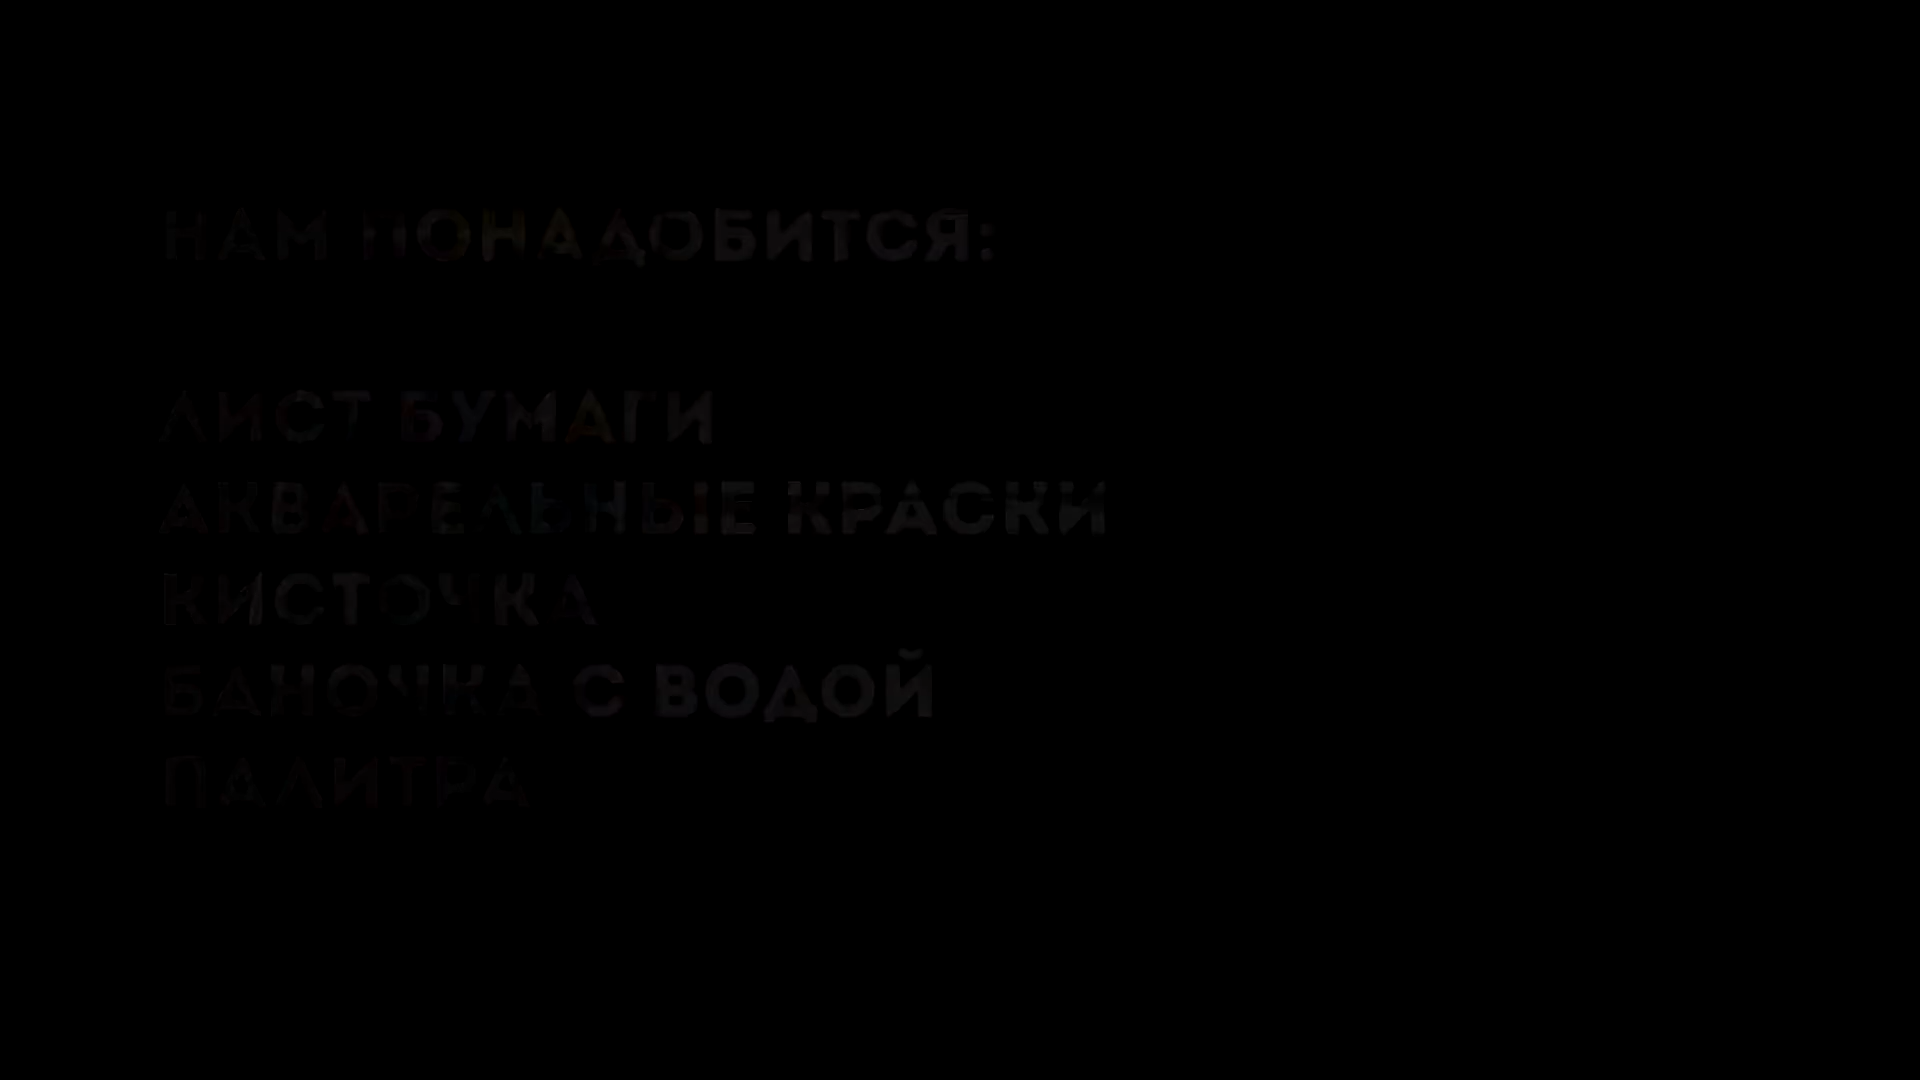 НАМ ПОНАДОБИТСЯ:
ЛИСТ БУМАГИ
АКВАРЕЛЬНЫЕ КРАСКИ
КИСТОЧКА
БАНОЧКА С ВОДОЙ
ПАЛИТРА